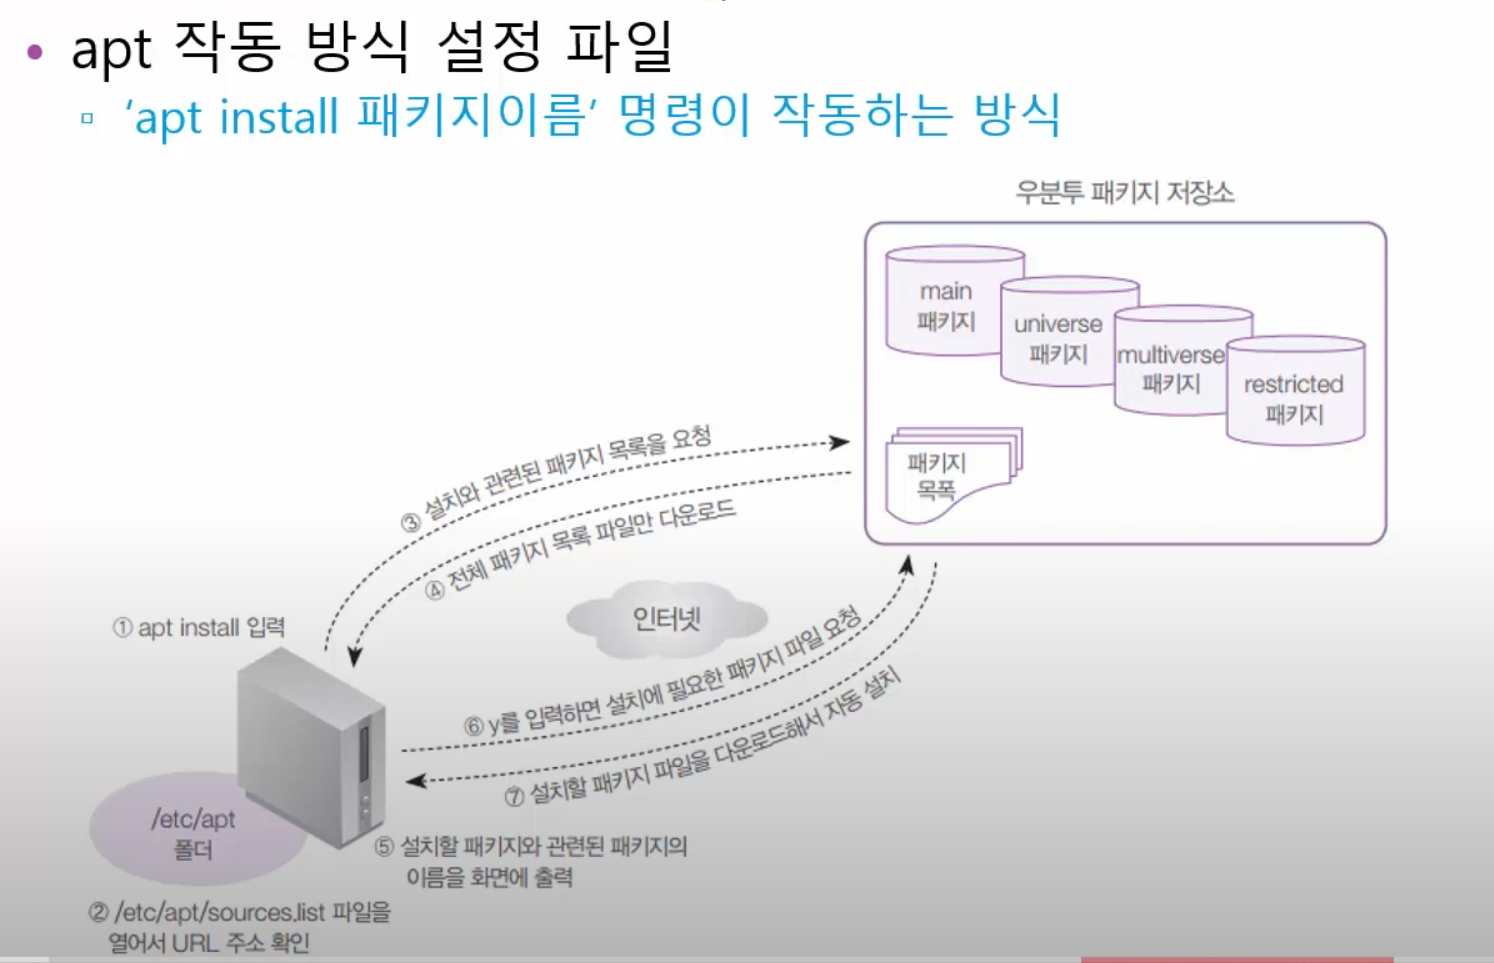 apt 작동 방식 설정 파일
‘apt install 패키지이름’ 명령이 작동하는 방식
우분투 패키지 저장소
main
패키지
universe
패키지
multiverse
패키지
restricted
패키지
패키지
목폭
③ 설치와 관련된 패키지 목록을 요청
④ 전체 패키지 목록 파일만 다운로드
인터넷
① apt install 입력
⑥ y를 입력하면 설치에 필요한 패키지 파일 요청
⑦ 설치할 패키지 파일을 다운로드해서 자동 설치
/etc/apt
폴더
⑤ 설치할 패키지와 관련된 패키지의
이름을 화면에 출력
② /etc/apt/sources.list 파일을
열어서 URL 주소 확인